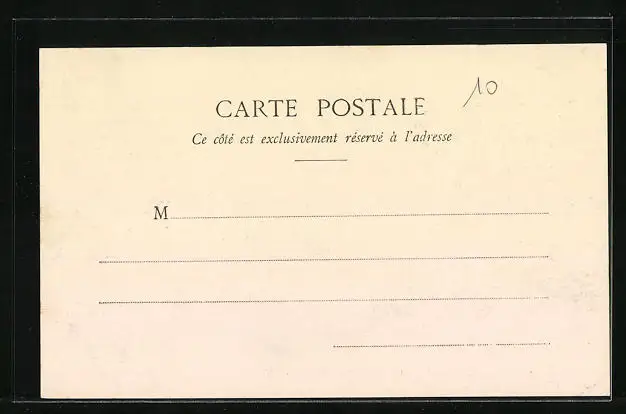 10
CARTE POSTALE
Ce côté est exclusivement réservé à l'adresse
M